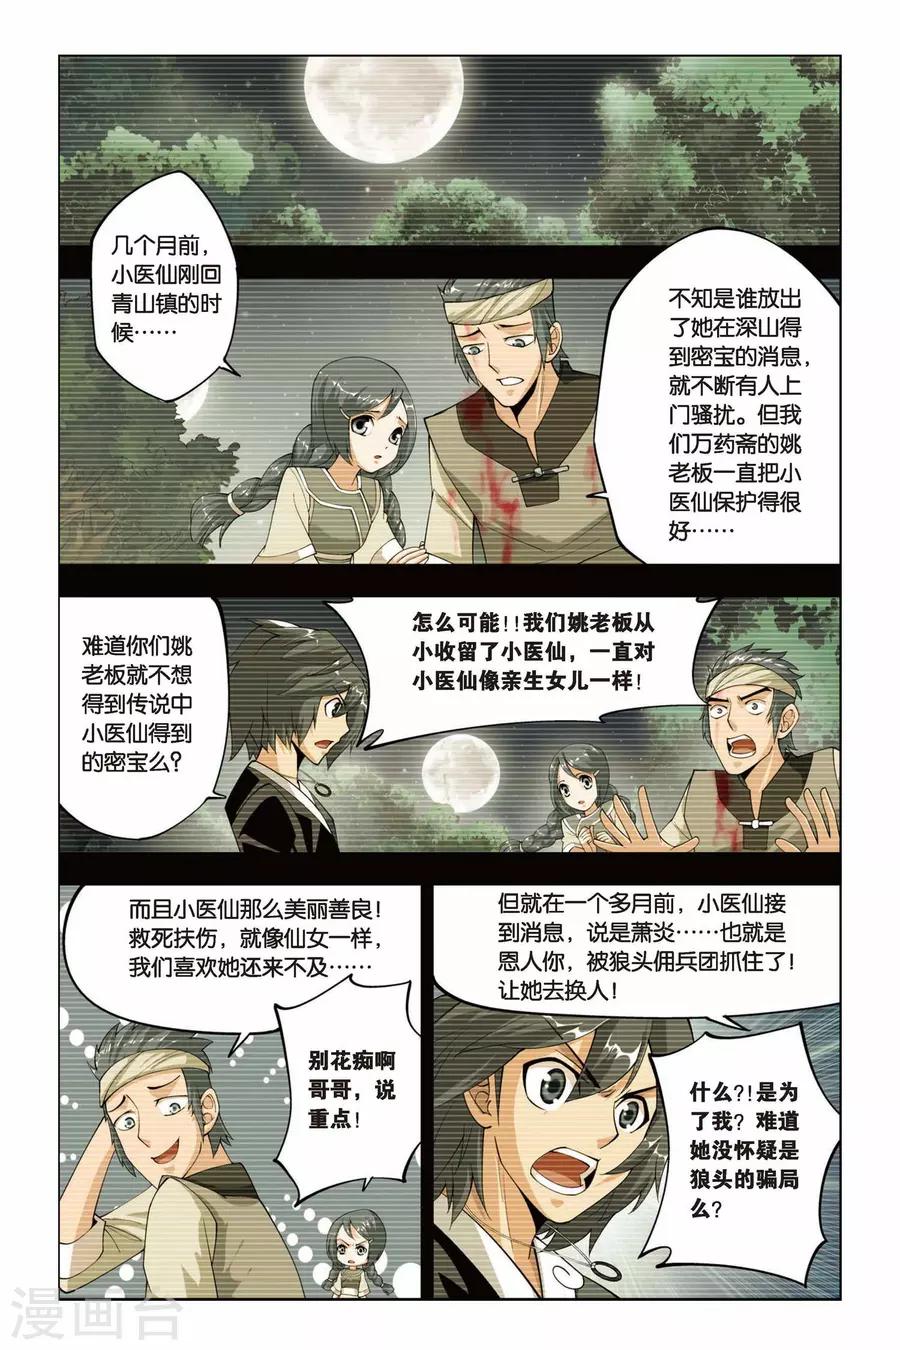 几个月前，
小医仙刚回
青山镇的时
候……
不知是谁放出
了她在深山得
到密宝的消息，
就不断有人上
门骚扰。但我
们万药斋的姚
老板一直把小
医仙保护得很
好……
难道你们姚
老板就不想
得到传说中
小医仙得到
的密宝么？
怎么可能！！我们姚老板从
小收留了小医仙，一直对
小医仙像亲生女儿一样！
而且小医仙那么美丽善良！
救死扶伤，就像仙女一样，
我们喜欢她还来不及……
别花痴啊
哥哥，说
重点！
但就在一个多月前，小医仙接
到消息，说是萧炎……也就是
恩人你，被狼头佣兵团抓住了！
让她去换人！
什么？！是为
了我？难道
她没怀疑是
狼头的骗局
么？
漫画台